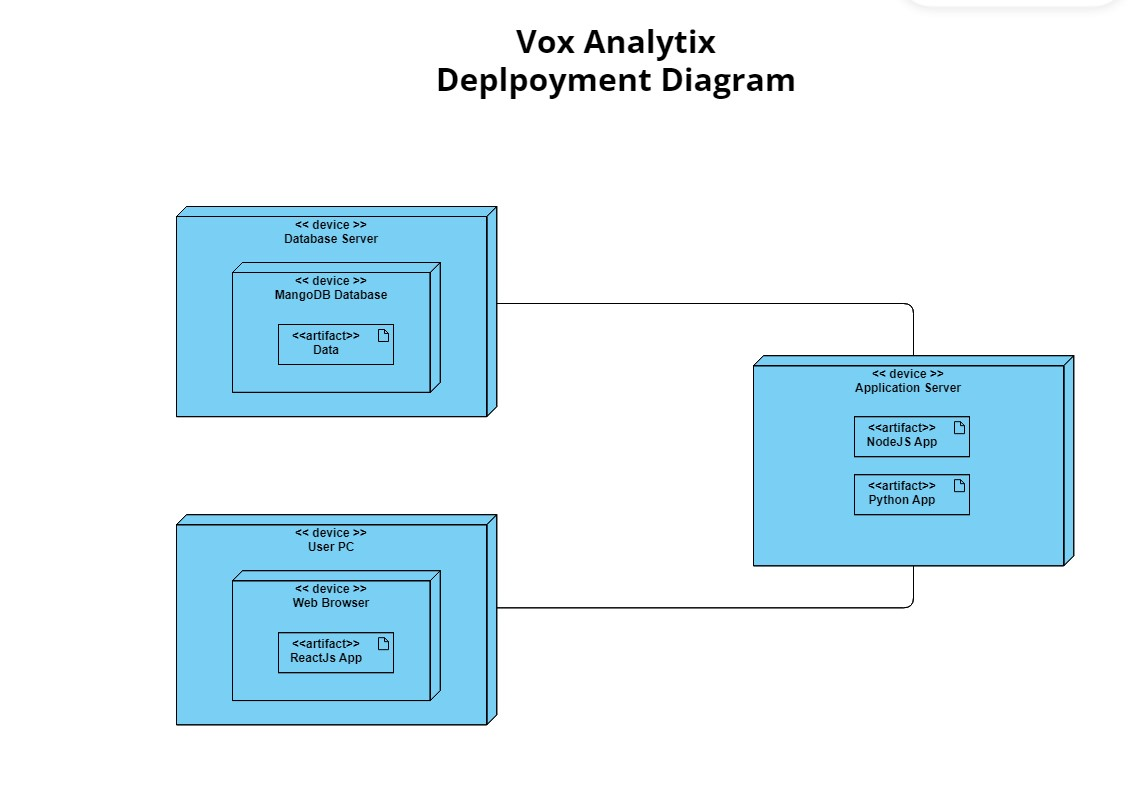 Vox Analytix
Deplpoyment Diagram
<< device >>
Database Server
<< device >>
MangoDB Database
<<artifact>>
Data
<< device >>
Application Server
<<artifact>>
NodeJS App
<<artifact>>
Python App
<< device >>
User PC
<< device >>
Web Browser
<<artifact>>
ReactJs App